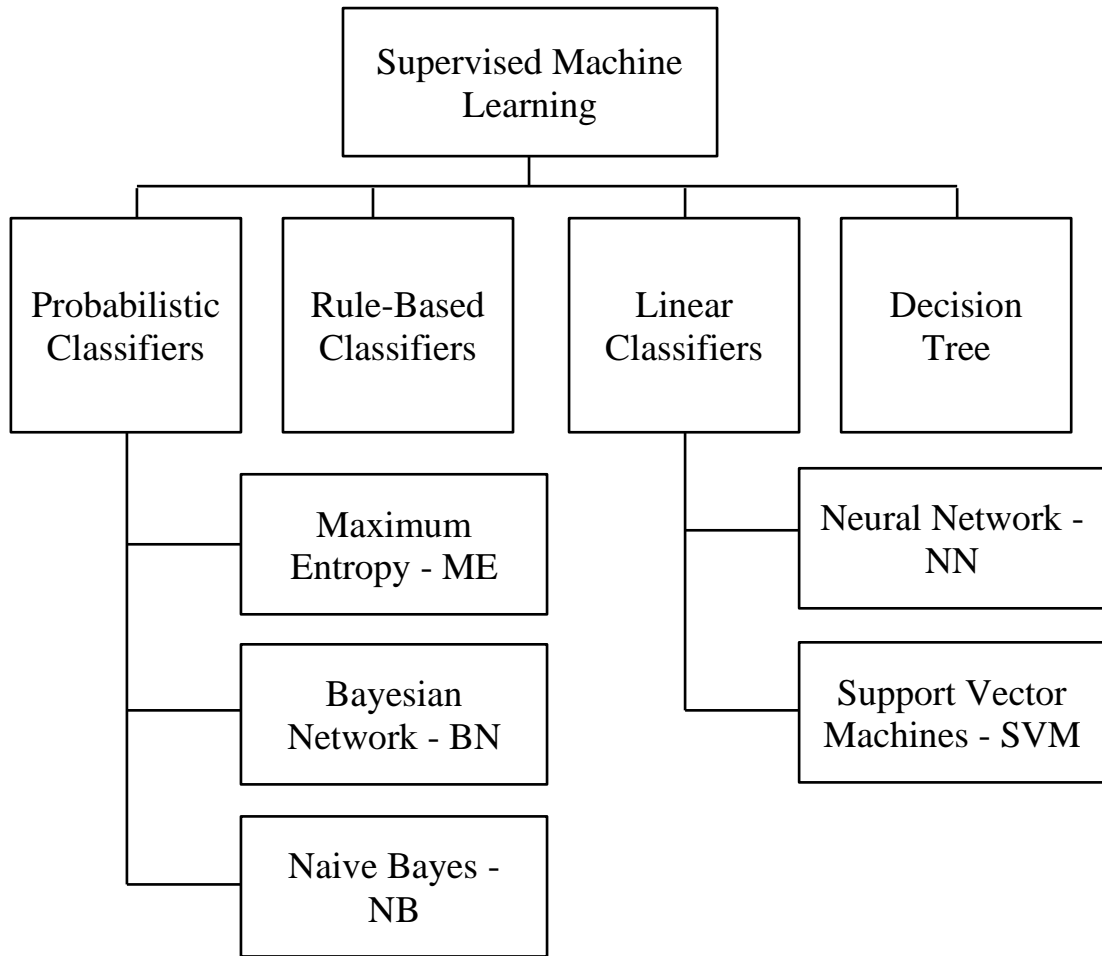 Supervised Machine
Learning
Probabilistic
Classifiers
Rule-Based
Classifiers
Linear
Classifiers
Decision
Tree
Maximum
Entropy - ME
Bayesian
Network - BN
Naive Bayes -
NB
Neural Network -
NN
Support Vector
Machines - SVM